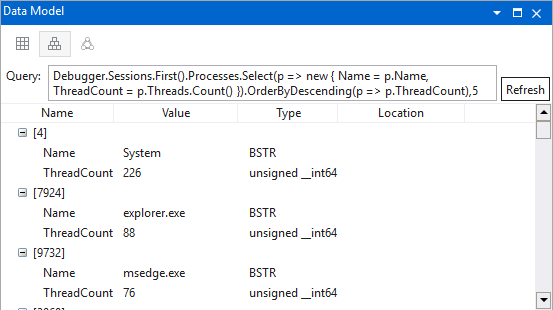 Data Model
Query:
Debugger.Sessions.First().Processes.Select(p => new { Name = p.Name,
ThreadCount = p.Threads.Count() }).OrderByDescending(p => p.ThreadCount),5
Refresh
Name Value Type Location
[4]
Name System BSTR
ThreadCount 226 unsigned __int64
[7924]
Name explorer.exe BSTR
ThreadCount 88 unsigned __int64
[9732]
Name msedge.exe BSTR
ThreadCount 76 unsigned __int64